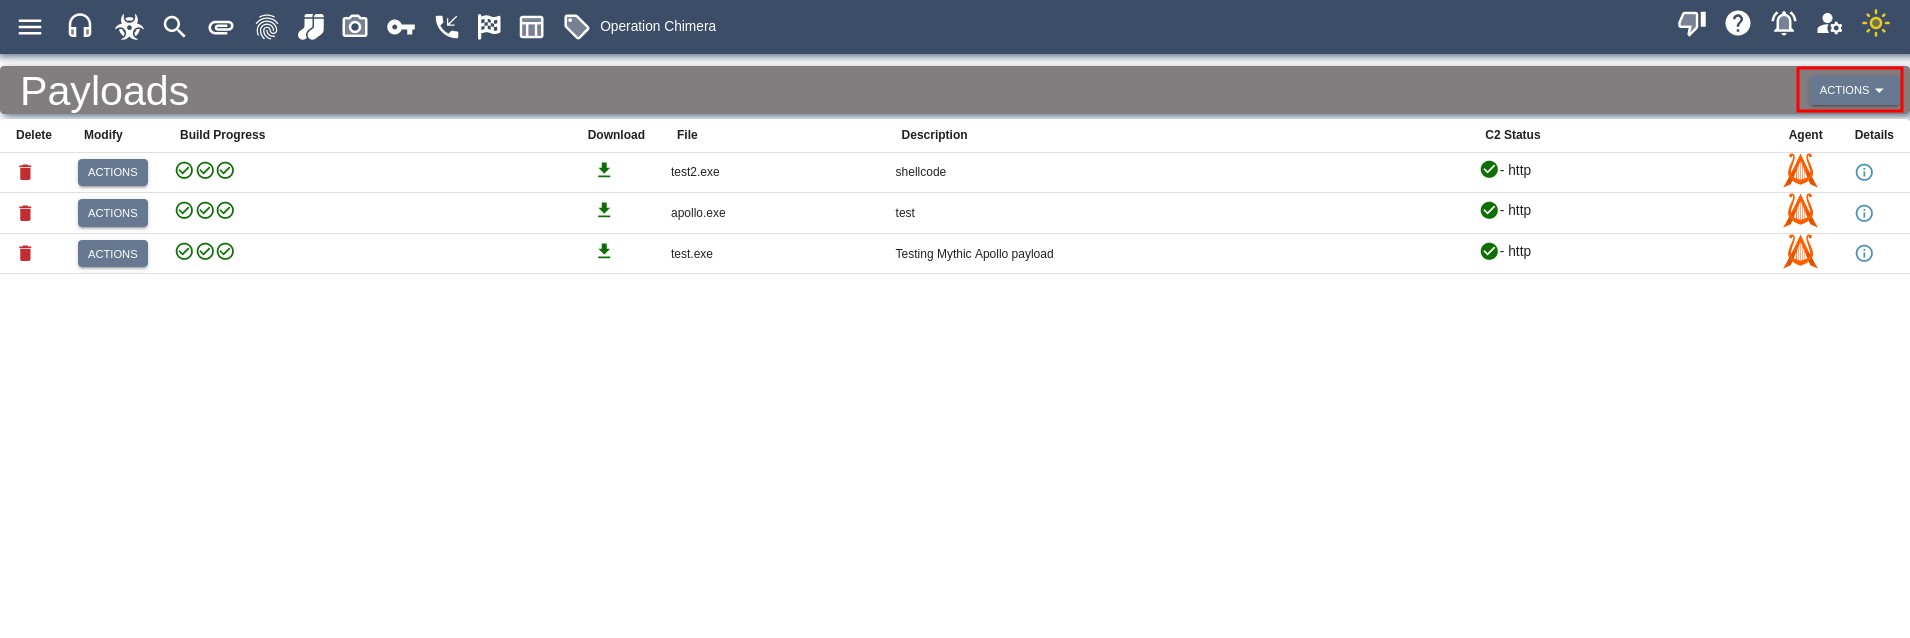 Operation Chimera
Payloads
ACTIONS
Delete Modify Build Progress Download File Description C2 Status Agent Details
ACTIONS test2.exe shellcode - http
ACTIONS apollo.exe test - http
ACTIONS test.exe Testing Mythic Apollo payload - http